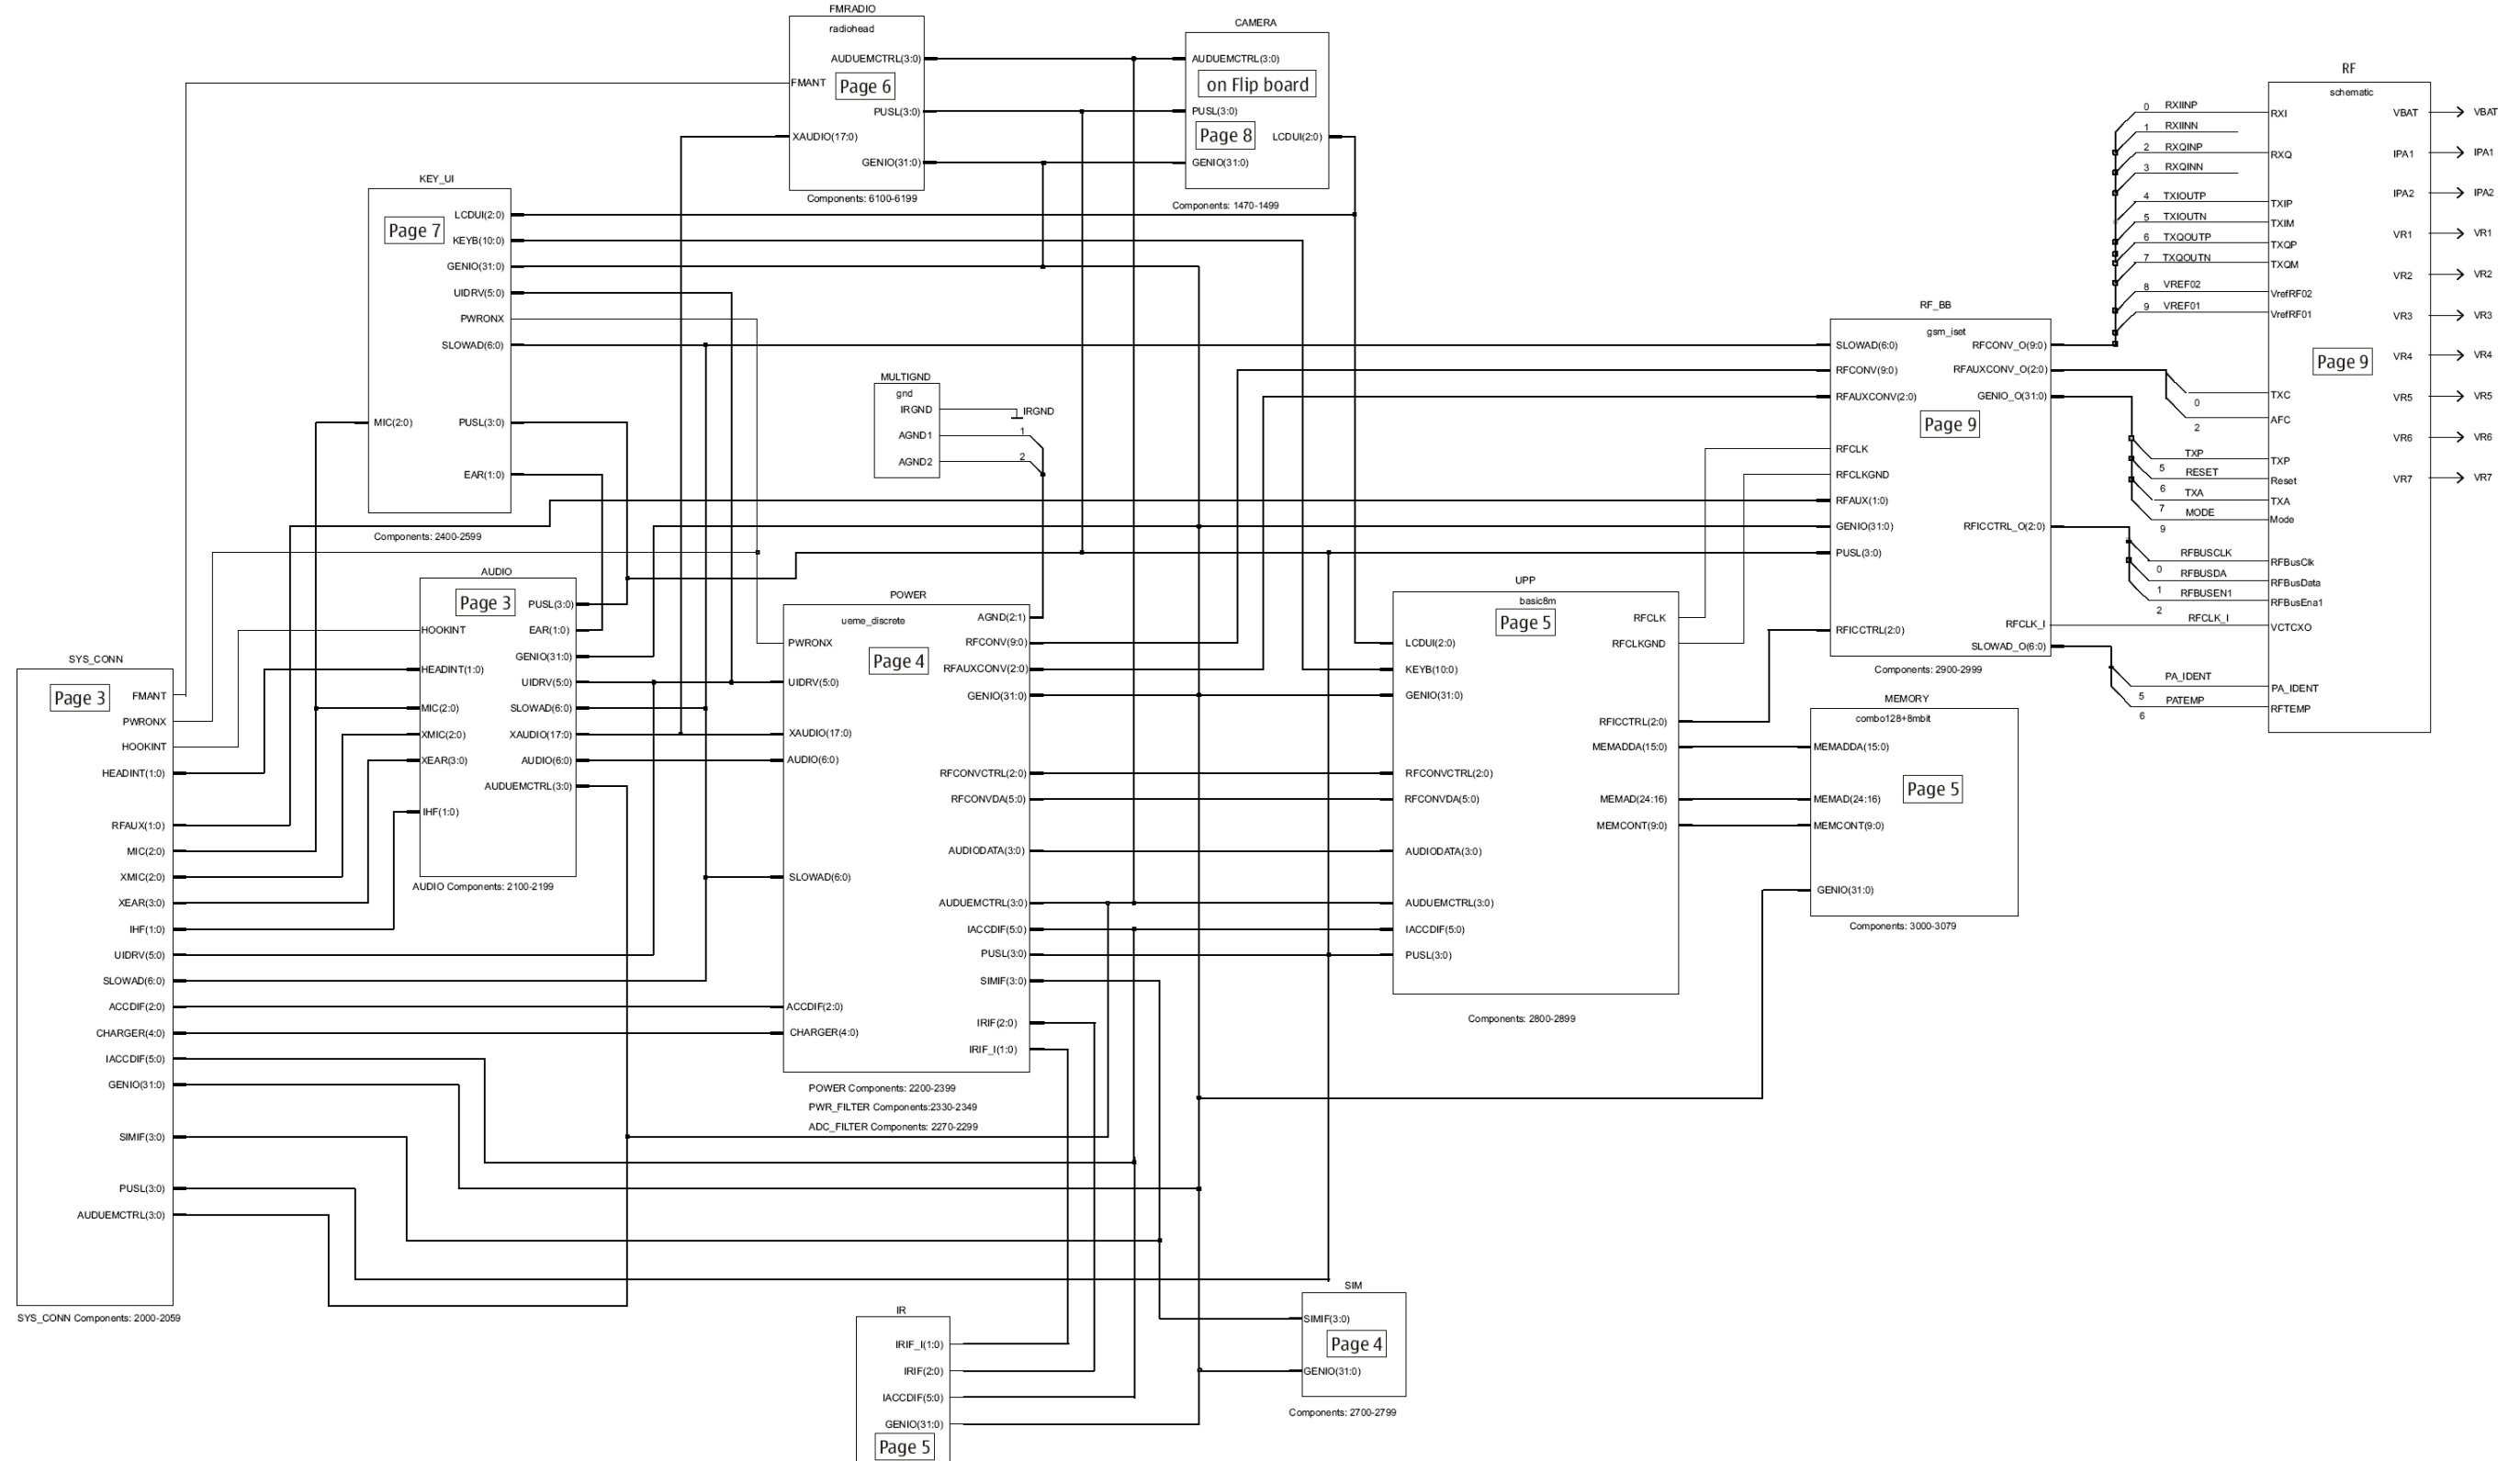 FMRADIO
radiohead
AUDUEMCTRL(3:0)
FMANT
Page 6
PUSL(3:0)
XAUDIO(17:0)
GENIO(31:0)
Components: 6100-6199
CAMERA
AUDUEMCTRL(3:0)
on Flip board
PUSL(3:0)
Page 8
LCDUI(2:0)
GENIO(31:0)
Components: 1470-1499
KEY_UI
LCDUI(2:0)
Page 7
KEYB(10:0)
GENIO(31:0)
UIDRV(5:0)
PWRONX
SLOWAD(6:0)
MIC(2:0)
PUSL(3:0)
EAR(1:0)
Components: 2400-2599
MULTIGND
gnd
IRGND
IRGND
AGND1
1
AGND2
2
AUDIO
Page 3
PUSL(3:0)
HOOKINT
EAR(1:0)
GENIO(31:0)
HEADINT(1:0)
UIDRV(5:0)
MIC(2:0)
SLOWAD(6:0)
XMIC(2:0)
XAUDIO(17:0)
XEAR(3:0)
AUDIO(6:0)
AUDUEMCTRL(3:0)
IHF(1:0)
AUDIO Components: 2100-2199
SYS_CONN
Page 3
FMANT
PWRONX
HOOKINT
HEADINT(1:0)
RFAUX(1:0)
MIC(2:0)
XMIC(2:0)
XEAR(3:0)
IHF(1:0)
UIDRV(5:0)
SLOWAD(6:0)
ACCDIF(2:0)
CHARGER(4:0)
IACCDIF(5:0)
GENIO(31:0)
SIMIF(3:0)
PUSL(3:0)
AUDUEMCTRL(3:0)
SYS_CONN Components: 2000-2059
POWER
ueme_discrete
AGND(2:1)
PWRONX
RFCONV(9:0)
Page 4
RFAUXCONV(2:0)
UIDRV(5:0)
GENIO(31:0)
XAUDIO(17:0)
AUDIO(6:0)
RFCONVCTRL(2:0)
RFCONVDA(5:0)
AUDIODATA(3:0)
SLOWAD(6:0)
AUDUEMCTRL(3:0)
IACCDIF(5:0)
PUSL(3:0)
SIMIF(3:0)
ACCDIF(2:0)
IRIF(2:0)
CHARGER(4:0)
IRIF_I(1:0)
POWER Components: 2200-2399
PWR_FILTER Components:2330-2349
ADC_FILTER Components: 2270-2299
UPP
basic8m
Page 5
RFCLK
LCDUI(2:0)
RFCLKGND
KEYB(10:0)
GENIO(31:0)
RFICCTRL(2:0)
MEMADDA(15:0)
RFCONVCTRL(2:0)
RFCONVDA(5:0)
MEMAD(24:16)
MEMCONT(9:0)
AUDIODATA(3:0)
AUDUEMCTRL(3:0)
IACCDIF(5:0)
PUSL(3:0)
Components: 2800-2899
RF_BB
gsm_iset
SLOWAD(6:0)
RFCONV_O(9:0)
RFCONV(9:0)
RFAUXCONV_O(2:0)
RFAUXCONV(2:0)
GENIO_O(31:0)
Page 9
RFCLK
RFCLKGND
RFAUX(1:0)
GENIO(31:0)
RFICCTRL_O(2:0)
PUSL(3:0)
RFICCTRL(2:0)
RFCLK_I
SLOWAD_O(6:0)
Components: 2900-2999
MEMORY
combo128+8mbit
MEMADDA(15:0)
Page 5
MEMAD(24:16)
MEMCONT(9:0)
GENIO(31:0)
Components: 3000-3079
RF
schematic
0 RXIINP
RXI
1 RXIINN
2 RXQINP
RXQ
3 RXQINN
4 TXIOUTP
TXIP
5 TXIOUTN
TXIM
6 TXQOUTP
TXQP
7 TXQOUTN
TXQM
8 VREF02
VrefRF02
9 VREF01
VrefRF01
TXC
0
AFC
2
TXP
TXP
5
RESET
Reset
6
TXA
TXA
7
MODE
Mode
9
RFBUSCLK
RFBusClk
0
RFBUSDA
RFBusData
1
RFBUSEN1
RFBusEna1
2
RFCLK_I
VCTCXO
PA_IDENT
PA_IDENT
5
PATEMP
RFTEMP
6
Page 9
VBAT VBAT
IPA1 IPA1
IPA2 IPA2
VR1 VR1
VR2 VR2
VR3 VR3
VR4 VR4
VR5 VR5
VR6 VR6
VR7 VR7
IR
IRIF_I(1:0)
IRIF(2:0)
IACCDIF(5:0)
GENIO(31:0)
Page 5
SIM
SIMIF(3:0)
Page 4
GENIO(31:0)
Components: 2700-2799